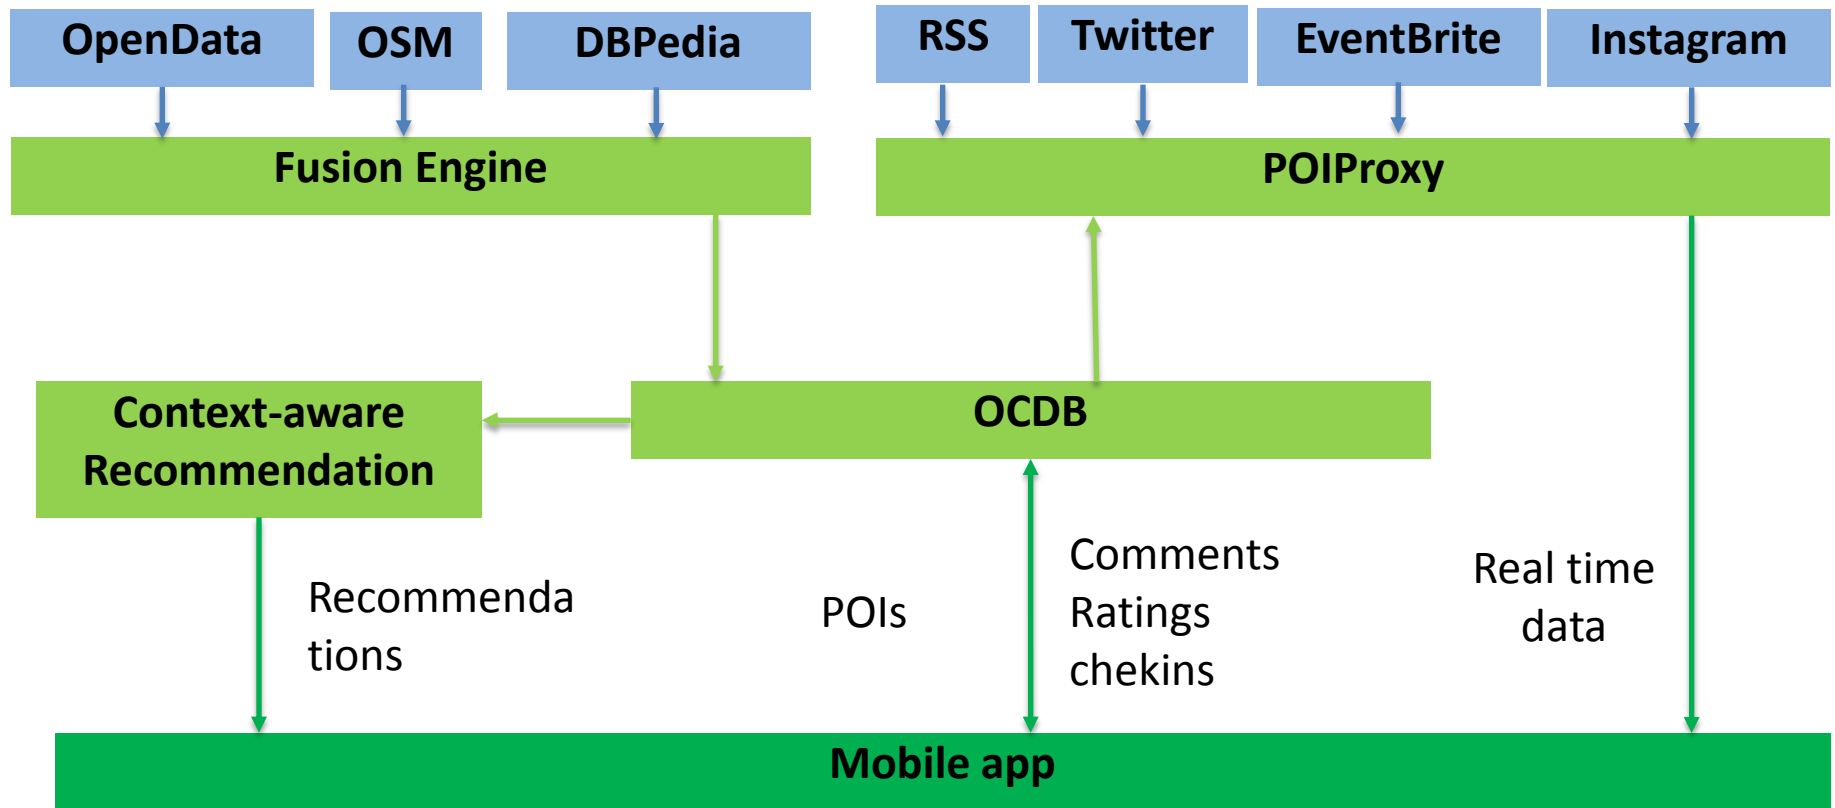 OpenData
OSM
DBPedia
RSS
Twitter
EventBrite
Instagram
Fusion Engine
POIProxy
Context-aware
Recommendation
OCDB
Recommenda
tions
POIs
Comments
Ratings
chekins
Real time
data
Mobile app